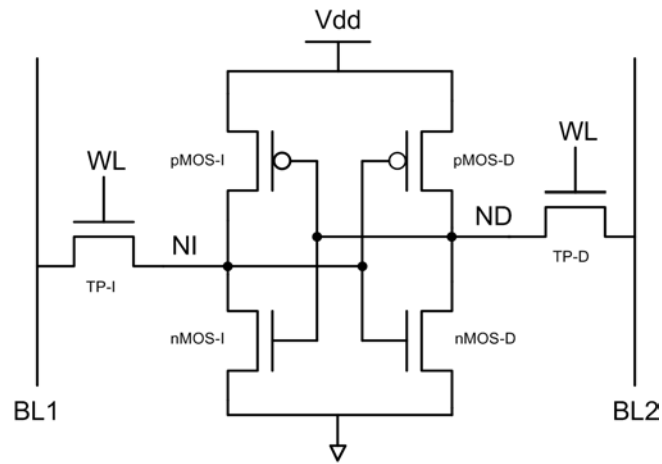 Vdd
WL
pMOS-I
pMOS-D
WL
NI
ND
TP-I
TP-D
nMOS-I
nMOS-D
BL1
BL2